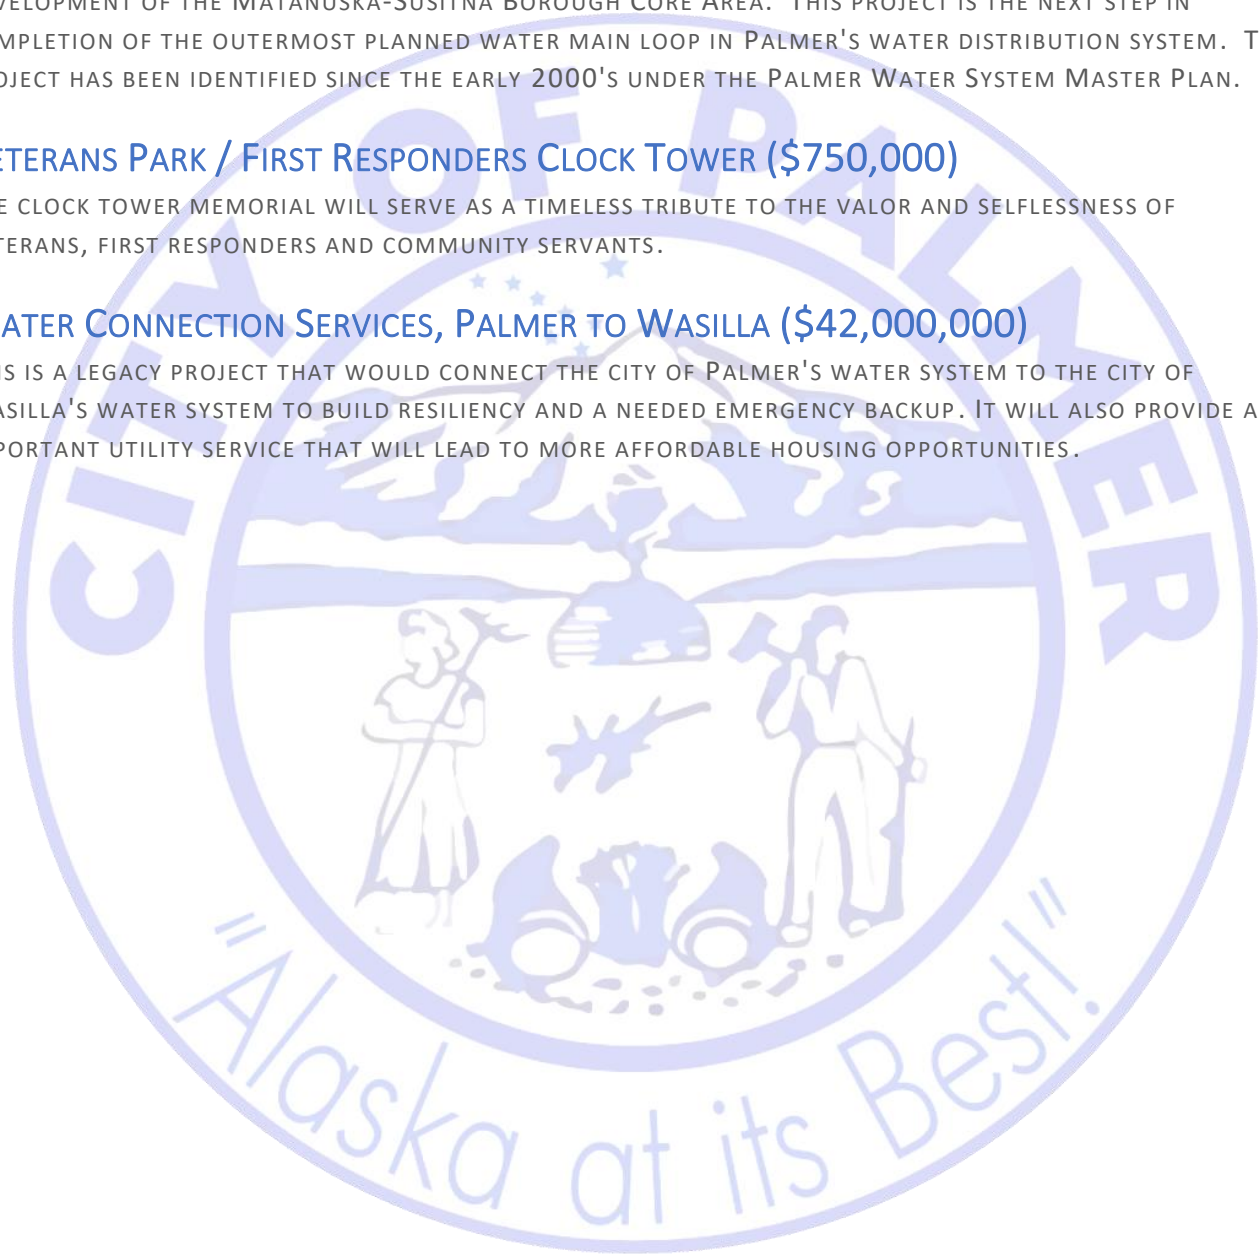 velopment of the Matanuska-Susitna Borough Core Area. This project is the next step in
mpletion of the outermost planned water main loop in Palmer's water distribution system. T
oject has been identified since the early 2000's under the Palmer Water System Master Plan.
eterans Park / First Responders Clock Tower ($750,000)
e clock tower memorial will serve as a timeless tribute to the valor and selflessness of
terans, first responders and community servants.
ater Connection Services, Palmer to Wasilla ($42,000,000)
is is a legacy project that would connect the city of Palmer's water system to the city of
asilla's water system to build resiliency and a needed emergency backup. It will also provide a
portant utility service that will lead to more affordable housing opportunities.
CITY OF PALMER
"Alaska at its Best!"